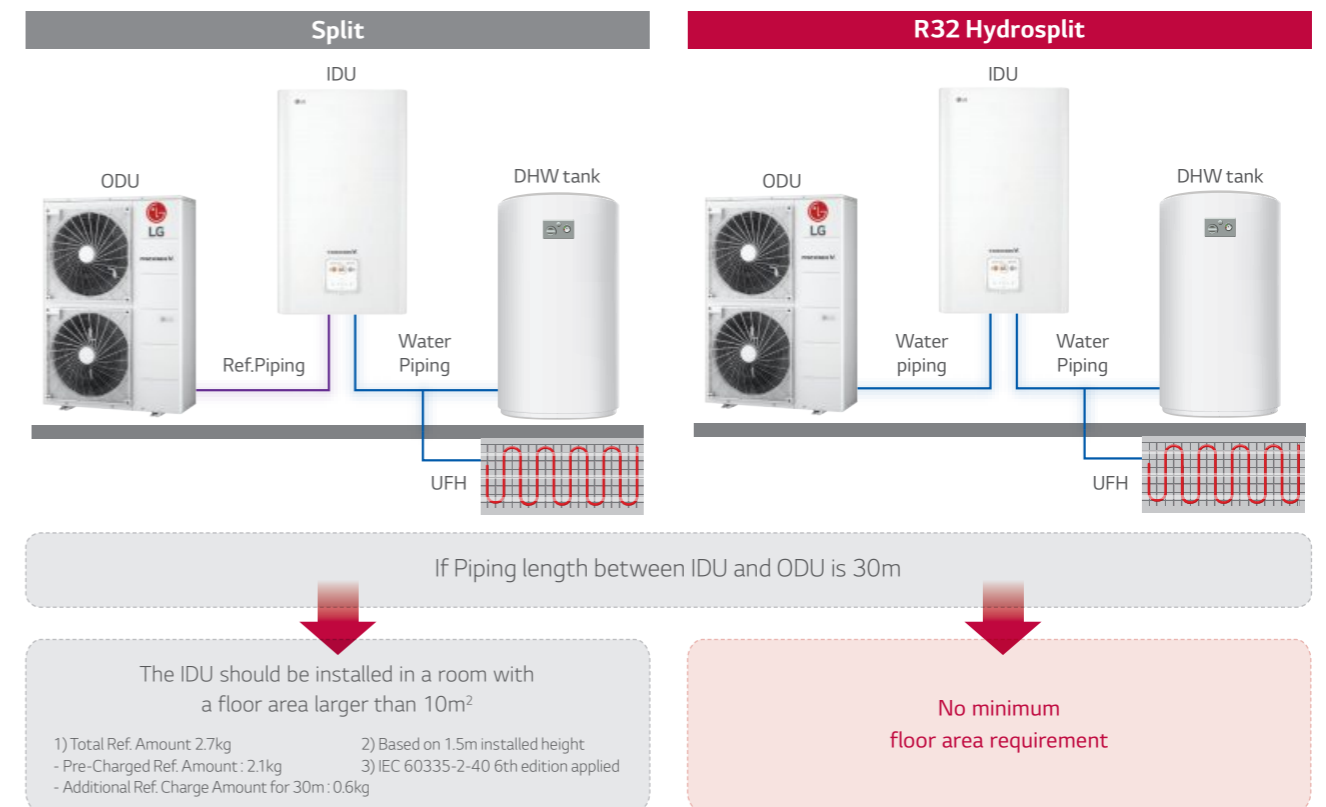 Split
IDU
ODU
LG
THERMA V.
DHW tank
Ref.Piping
Water
Piping
UFH
R32 Hydrosplit
IDU
ODU
LG
THERMA V.
DHW tank
Water
piping
Water
Piping
UFH
If Piping length between IDU and ODU is 30m
The IDU should be installed in a room with
a floor area larger than 10m²
1) Total Ref. Amount 2.7kg
- Pre-Charged Ref. Amount : 2.1kg
- Additional Ref. Charge Amount for 30m : 0.6kg
2) Based on 1.5m installed height
3) IEC 60335-2-40 6th edition applied
No minimum
floor area requirement